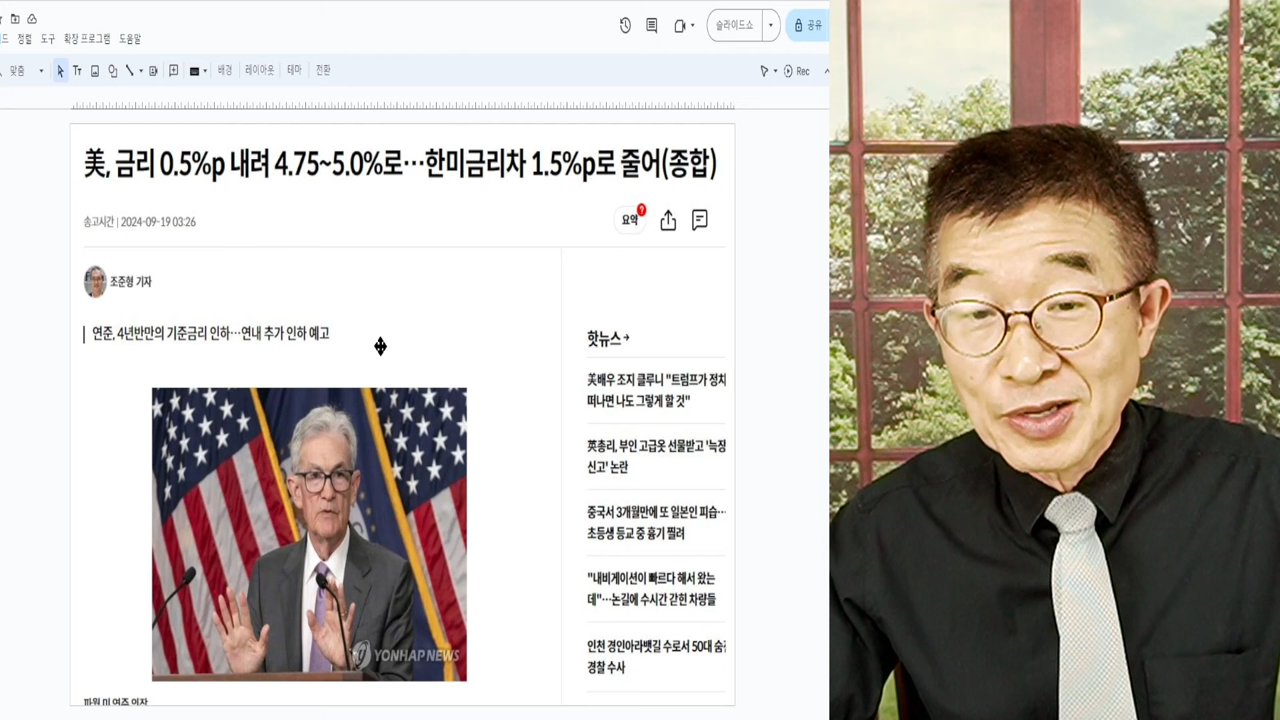 드 정렬 도구 확장 프로그램 도움말
슬라이드쇼
공유
맞춤
배경 레이아웃 테마 전환
Rec
美, 금리 0.5%p 내려 4.75~5.0%로…한미금리차 1.5%p로 줄어(종합)
송고시간 | 2024-09-19 03:26
요약
?
조준형 기자
연준, 4년반만의 기준금리 인하…연내 추가 인하 예고
YONHAPNEWS
파월 미 연준 의장
핫뉴스
美배우 조지 클루니 "트럼프가 정치
떠나면 나도 그렇게 할 것"
英총리, 부인 고급옷 선물받고 '늑장
신고' 논란
중국서 3개월만에 또 일본인 피습…
초등생 등교 중 흉기 찔려
"내비게이션이 빠르다 해서 왔는
데"…논길에 수시간 갇힌 차량들
인천 경인아라뱃길 수로서 50대 숨
경찰 수사